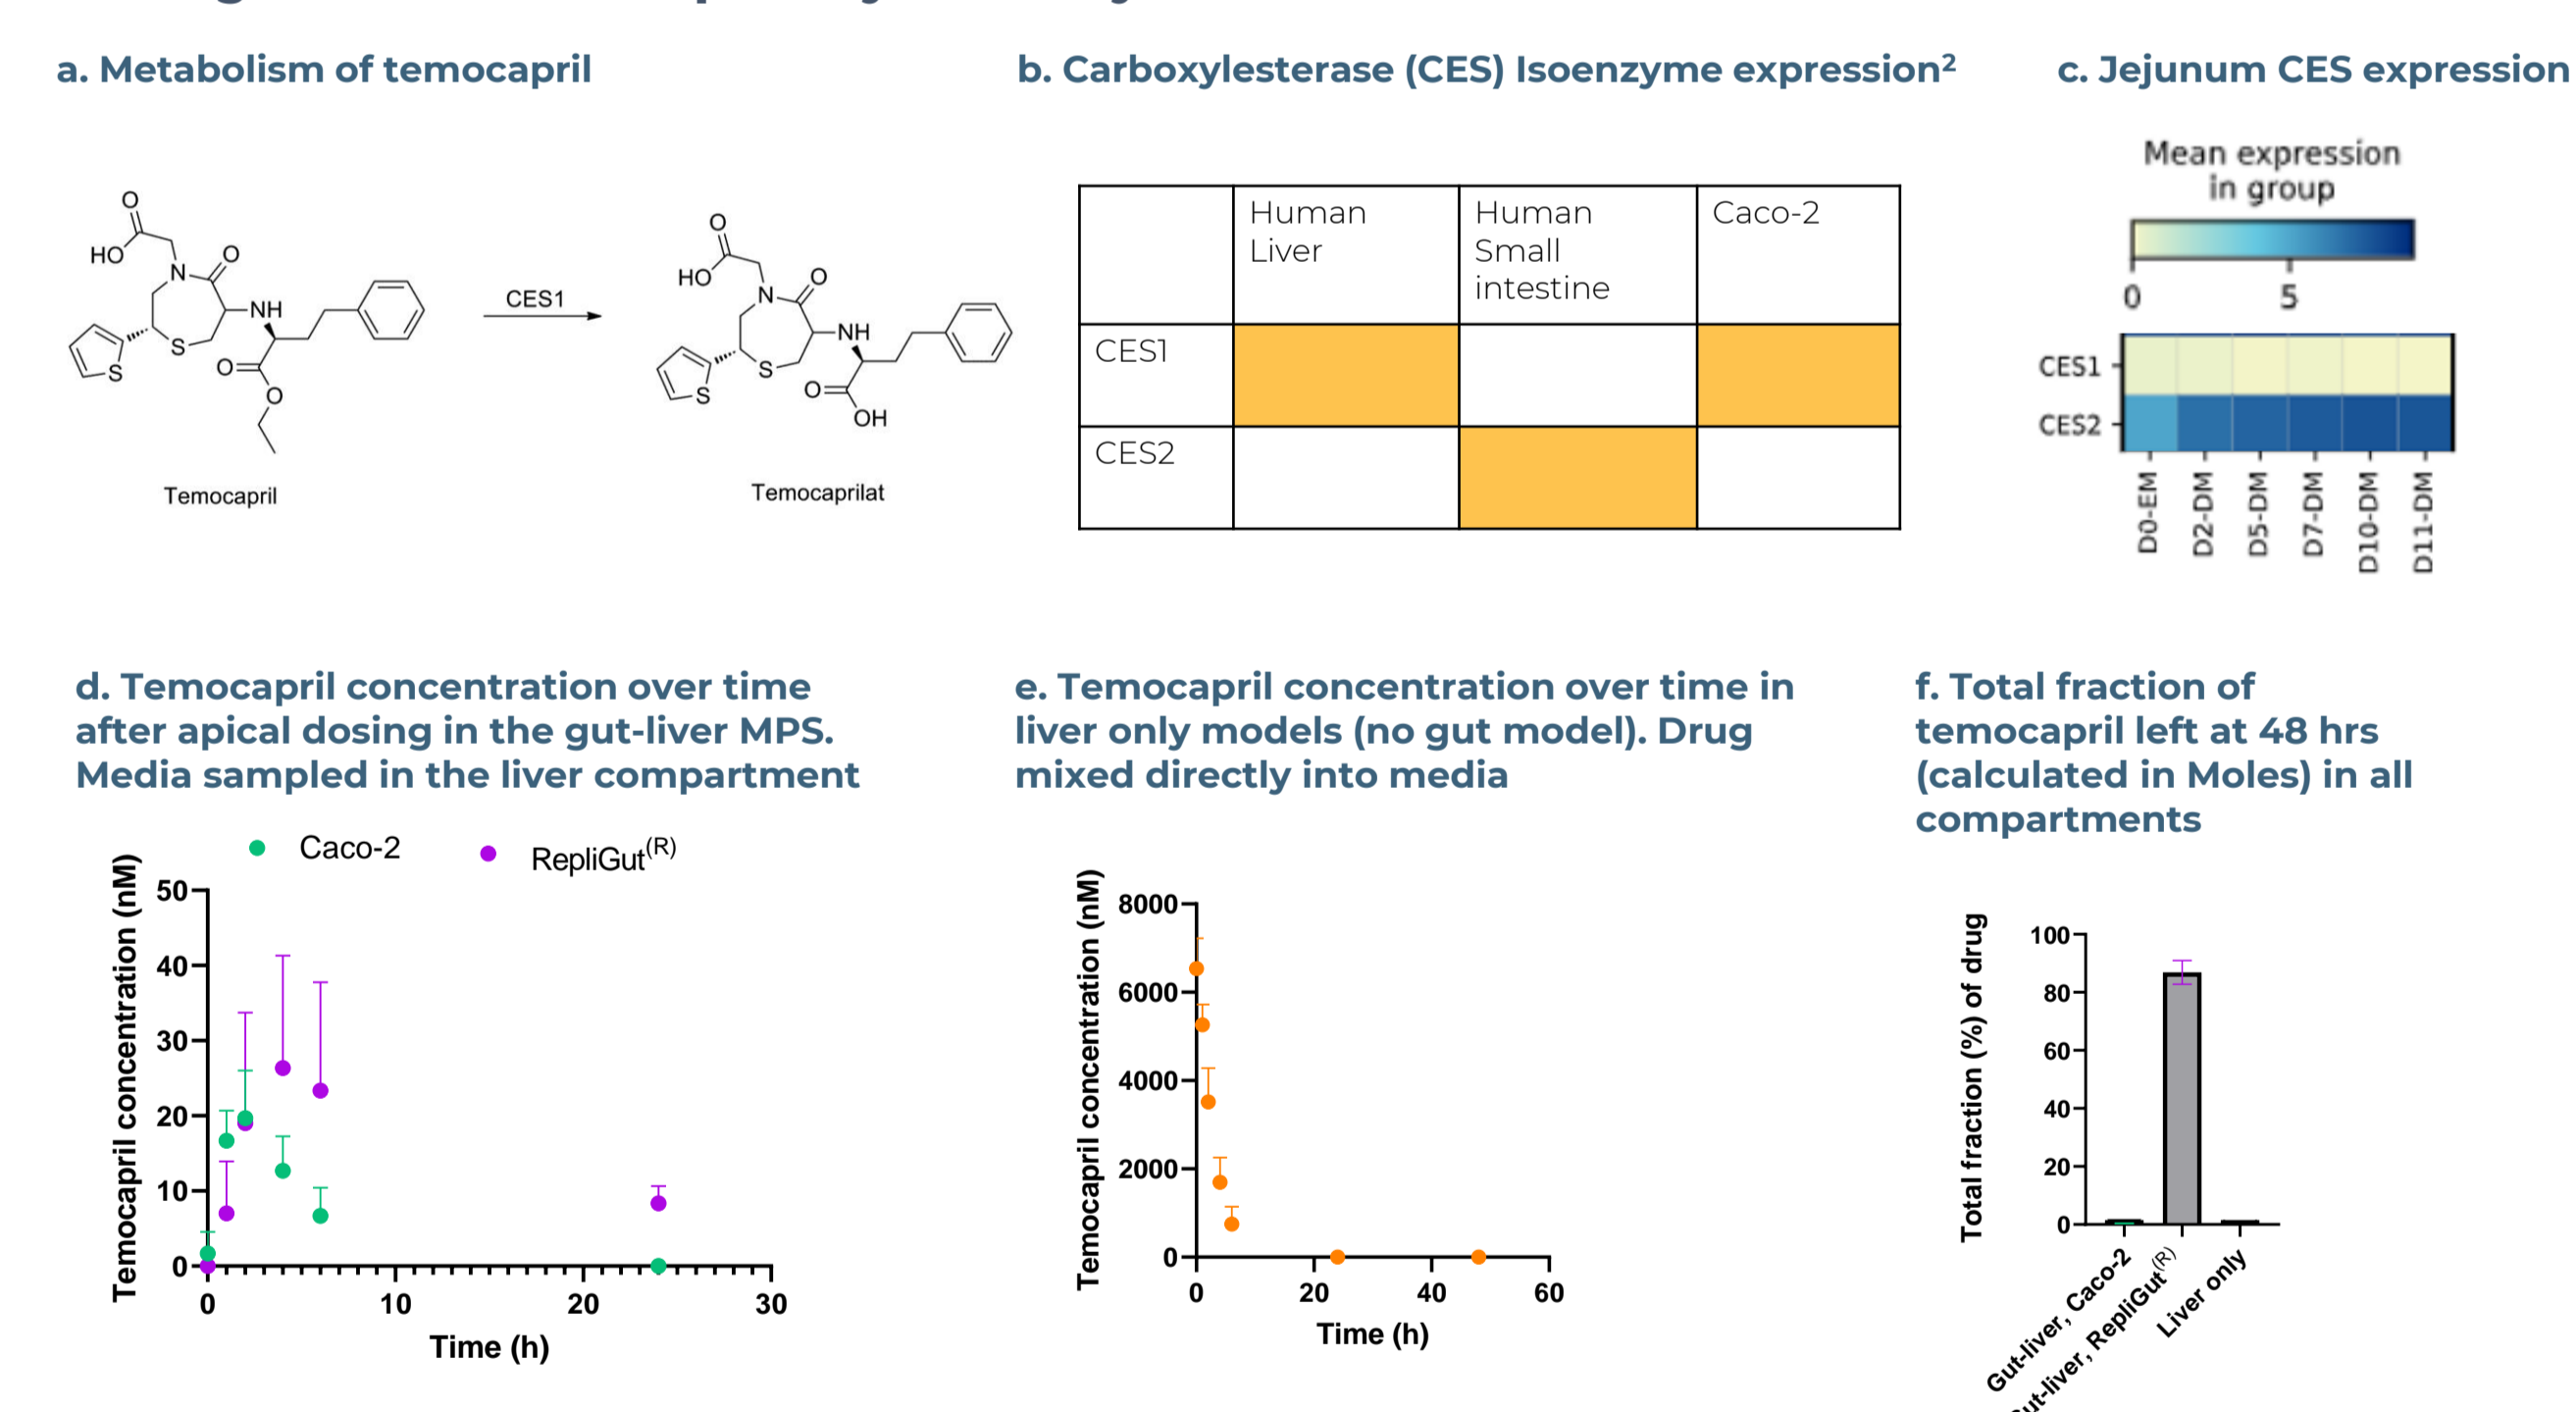 a. Metabolism of temocapril
O
HO
N
O
NH
S
S
O
O
Temocapril
CES1
O
HO
N
O
NH
S
S
O
OH
Temocaprilat
b. Carboxylesterase (CES) Isoenzyme expression²
Human
Liver
Human
Small
intestine
Caco-2
CES1
CES2
c. Jejunum CES expression
Mean expression
in group
0 5
CES1
CES2
D0-EM
D2-DM
D5-DM
D7-DM
D10-DM
D11-DM
d. Temocapril concentration over time
after apical dosing in the gut-liver MPS.
Media sampled in the liver compartment
Caco-2 RepliGut(R)
Temocapril concentration (nM)
50
40
30
20
10
0
0 10 20 30
Time (h)
e. Temocapril concentration over time in
liver only models (no gut model). Drug
mixed directly into media
Temocapril concentration (nM)
8000
6000
4000
2000
0
0 20 40 60
Time (h)
f. Total fraction of
temocapril left at 48 hrs
(calculated in Moles) in all
compartments
Total fraction (%) of drug
100
80
60
40
20
0
Gut-liver, Caco-2
ut-liver, RepliGut(R)
Liver only